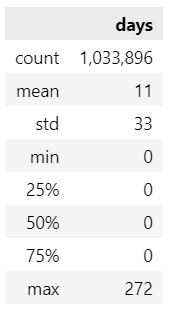 days
count 1,033,896
mean 11
std 33
min 0
25% 0
50% 0
75% 0
max 272